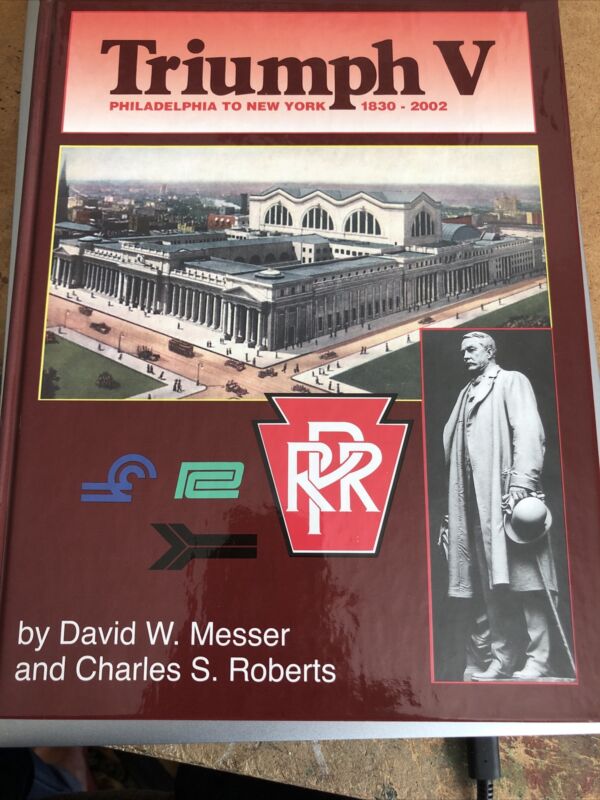 Triumph V
PHILADELPHIA TO NEW YORK 1830 - 2002
PRR
by David W. Messer
and Charles S. Roberts